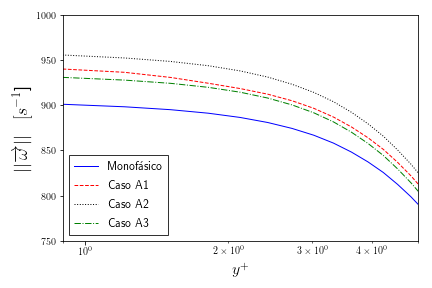 1000
950
900
850
800
750
||ω⃗|| [s⁻¹]
Monofásico
Caso A1
Caso A2
Caso A3
10⁰
2 × 10⁰
3 × 10⁰
4 × 10⁰
y⁺